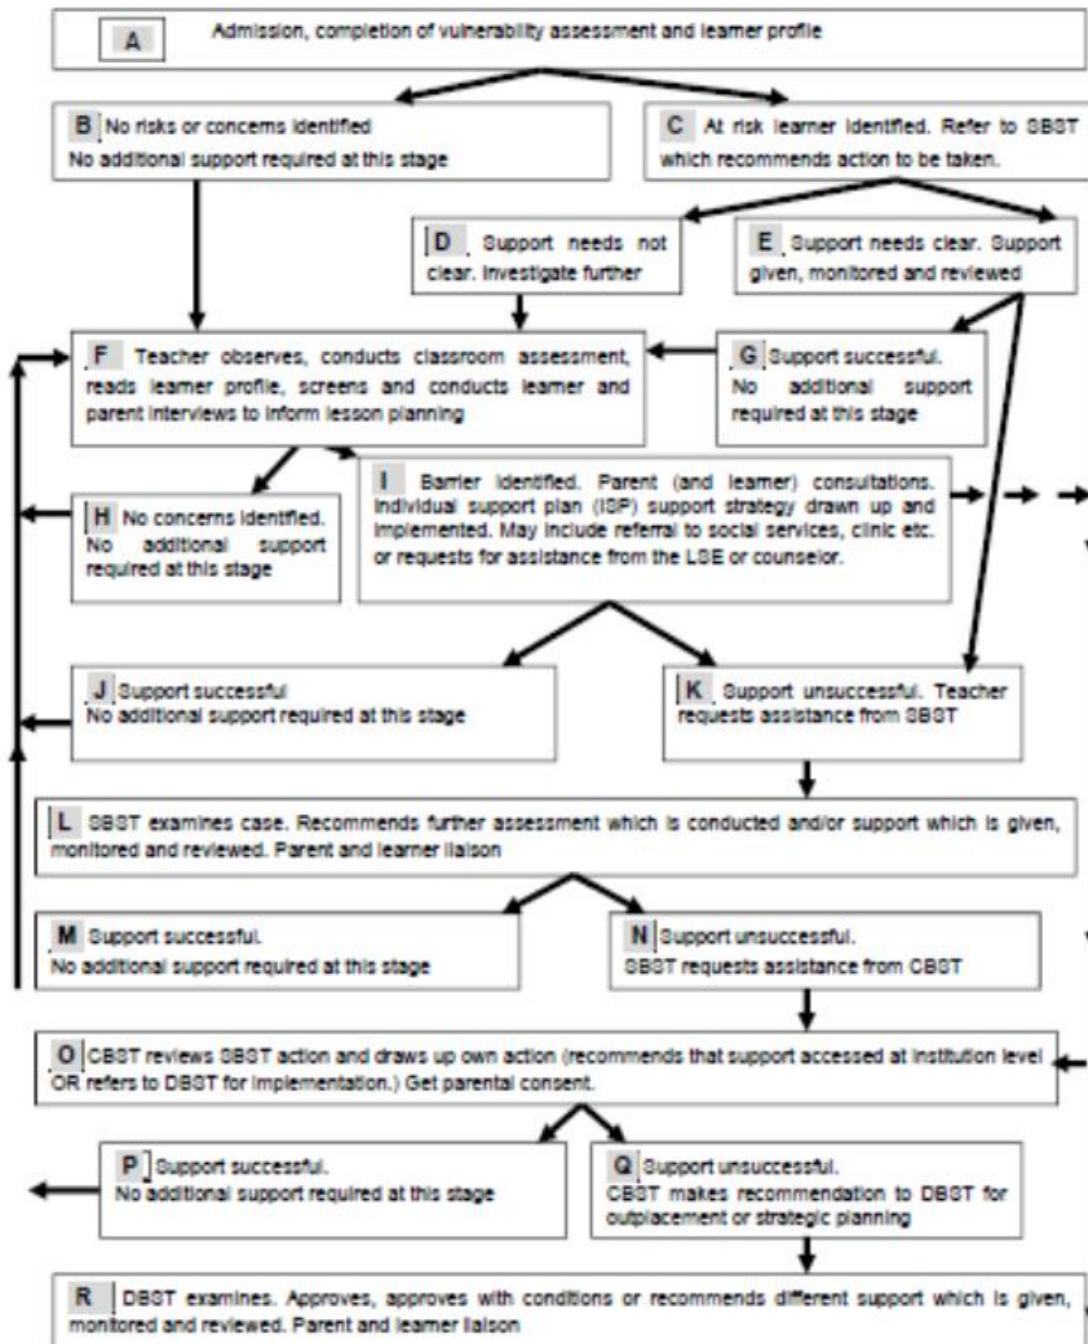 A Admission, completion of vulnerability assessment and learner profile
B No risks or concerns identified
No additional support required at this stage
C At risk learner identified. Refer to SBST
which recommends action to be taken.
D Support needs not
clear. Investigate further
E Support needs clear. Support
given, monitored and reviewed
F Teacher observes, conducts classroom assessment,
reads learner profile, screens and conducts learner and
parent interviews to inform lesson planning
G Support successful.
No additional support
required at this stage
H No concerns identified.
No additional support
required at this stage
I Barrier identified. Parent (and learner) consultations.
Individual support plan (ISP) support strategy drawn up and
implemented. May include referral to social services, clinic etc.
or requests for assistance from the LSE or counselor.
J Support successful
No additional support required at this stage
K Support unsuccessful. Teacher
requests assistance from SBST
L SBST examines case. Recommends further assessment which is conducted and/or support which is given,
monitored and reviewed. Parent and learner liaison
M Support successful.
No additional support required at this stage
N Support unsuccessful.
SBST requests assistance from CBST
O CBST reviews SBST action and draws up own action (recommends that support accessed at institution level
OR refers to DBST for implementation.) Get parental consent.
P Support successful.
No additional support required at this stage
Q Support unsuccessful.
CBST makes recommendation to DBST for
outplacement or strategic planning
R DBST examines. Approves, approves with conditions or recommends different support which is given,
monitored and reviewed. Parent and learner liaison